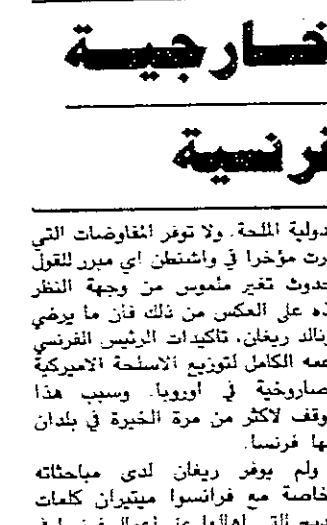 خارجية
فرنسية
دولية الملحة. ولا توفر المفاوضات التي
رت مؤخرا في واشنطن اي مبرر للقول
حدوث تغير ملموس من وجهة النظر
ذه على العكس من ذلك فان ما يرضي
ونالد ريغان، تاكيدات الرئيس الفرنسي
عمه الكامل لتوزيع الاسلحة الاميركية
صاروخية في اوروبا. وسبب هذا
وقف لاكثر من مرة الخيرة في بلدان
ها فرنسا.
ولم يوفر ريغان لدى مباحثاته
خاصة مع فرانسوا ميتيران كلمات